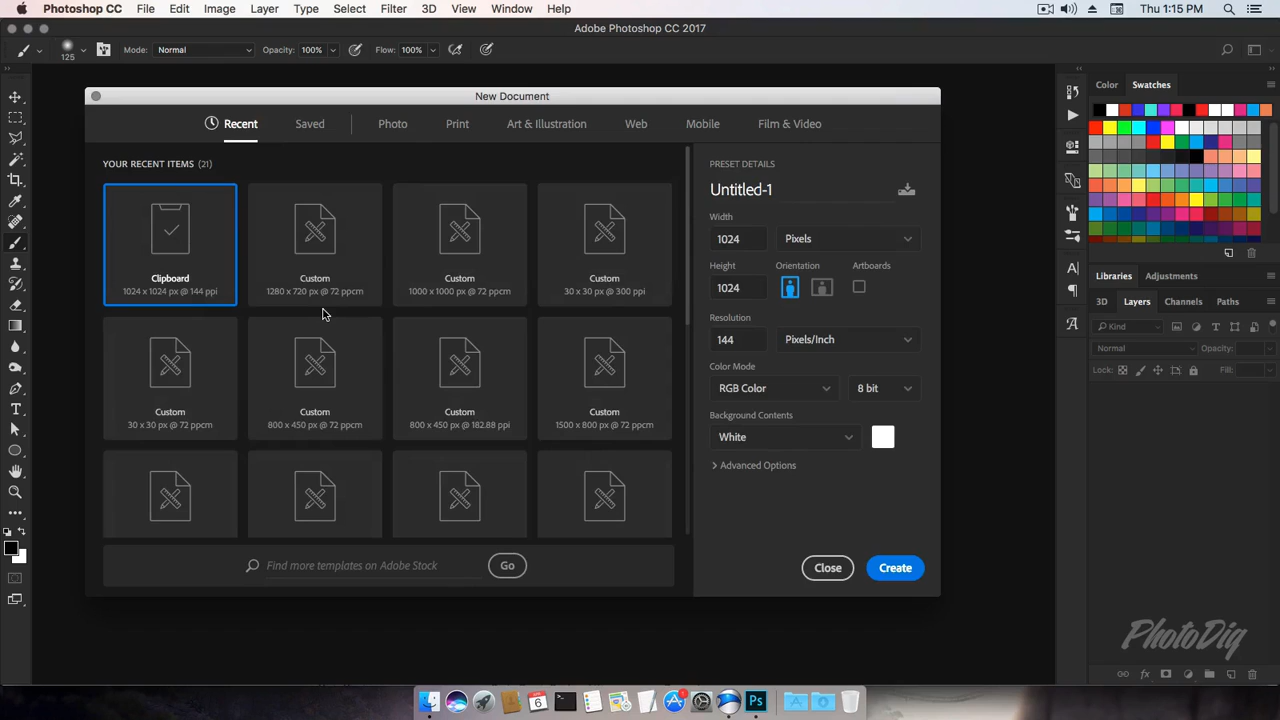 Photoshop CC File Edit Image Layer Type Select Filter 3D View Window Help Thu 1:15 PM
Adobe Photoshop CC 2017
125 Mode: Normal Opacity: 100% Flow: 100%
New Document
Recent Saved Photo Print Art & Illustration Web Mobile Film & Video
YOUR RECENT ITEMS (21)
Clipboard
1024 x 1024 px @ 144 ppi
Custom
1280 x 720 px @ 72 ppcm
Custom
1000 x 1000 px @ 72 ppcm
Custom
30 x 30 px @ 300 ppi
Custom
30 x 30 px @ 72 ppcm
Custom
800 x 450 px @ 72 ppcm
Custom
800 x 450 px @ 182.88 ppi
Custom
1500 x 800 px @ 72 ppcm
Find more templates on Adobe Stock Go
PRESET DETAILS
Untitled-1
Width
1024 Pixels
Height Orientation Artboards
1024
Resolution
144 Pixels/Inch
Color Mode
RGB Color 8 bit
Background Contents
White
Advanced Options
Close Create
Color Swatches
Libraries Adjustments
3D Layers Channels Paths
Kind
Normal Opacity:
Lock: Fill:
PhotoDig
6
Ps